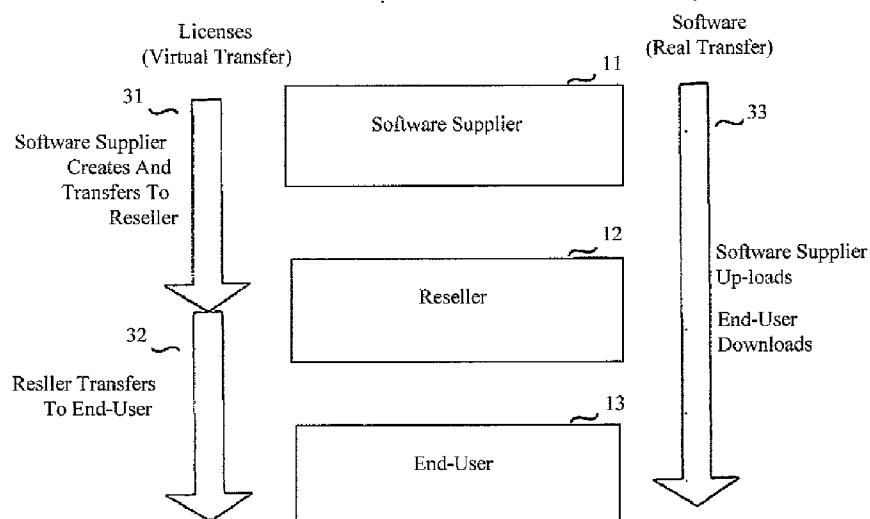 Licenses
(Virtual Transfer)
Software
(Real Transfer)
11
31
33
Software Supplier
Software Supplier
Creates And
Transfers To
Reseller
12
Reseller
Software Supplier
Up-loads
End-User
Downloads
32
Resller Transfers
To End-User
13
End-User